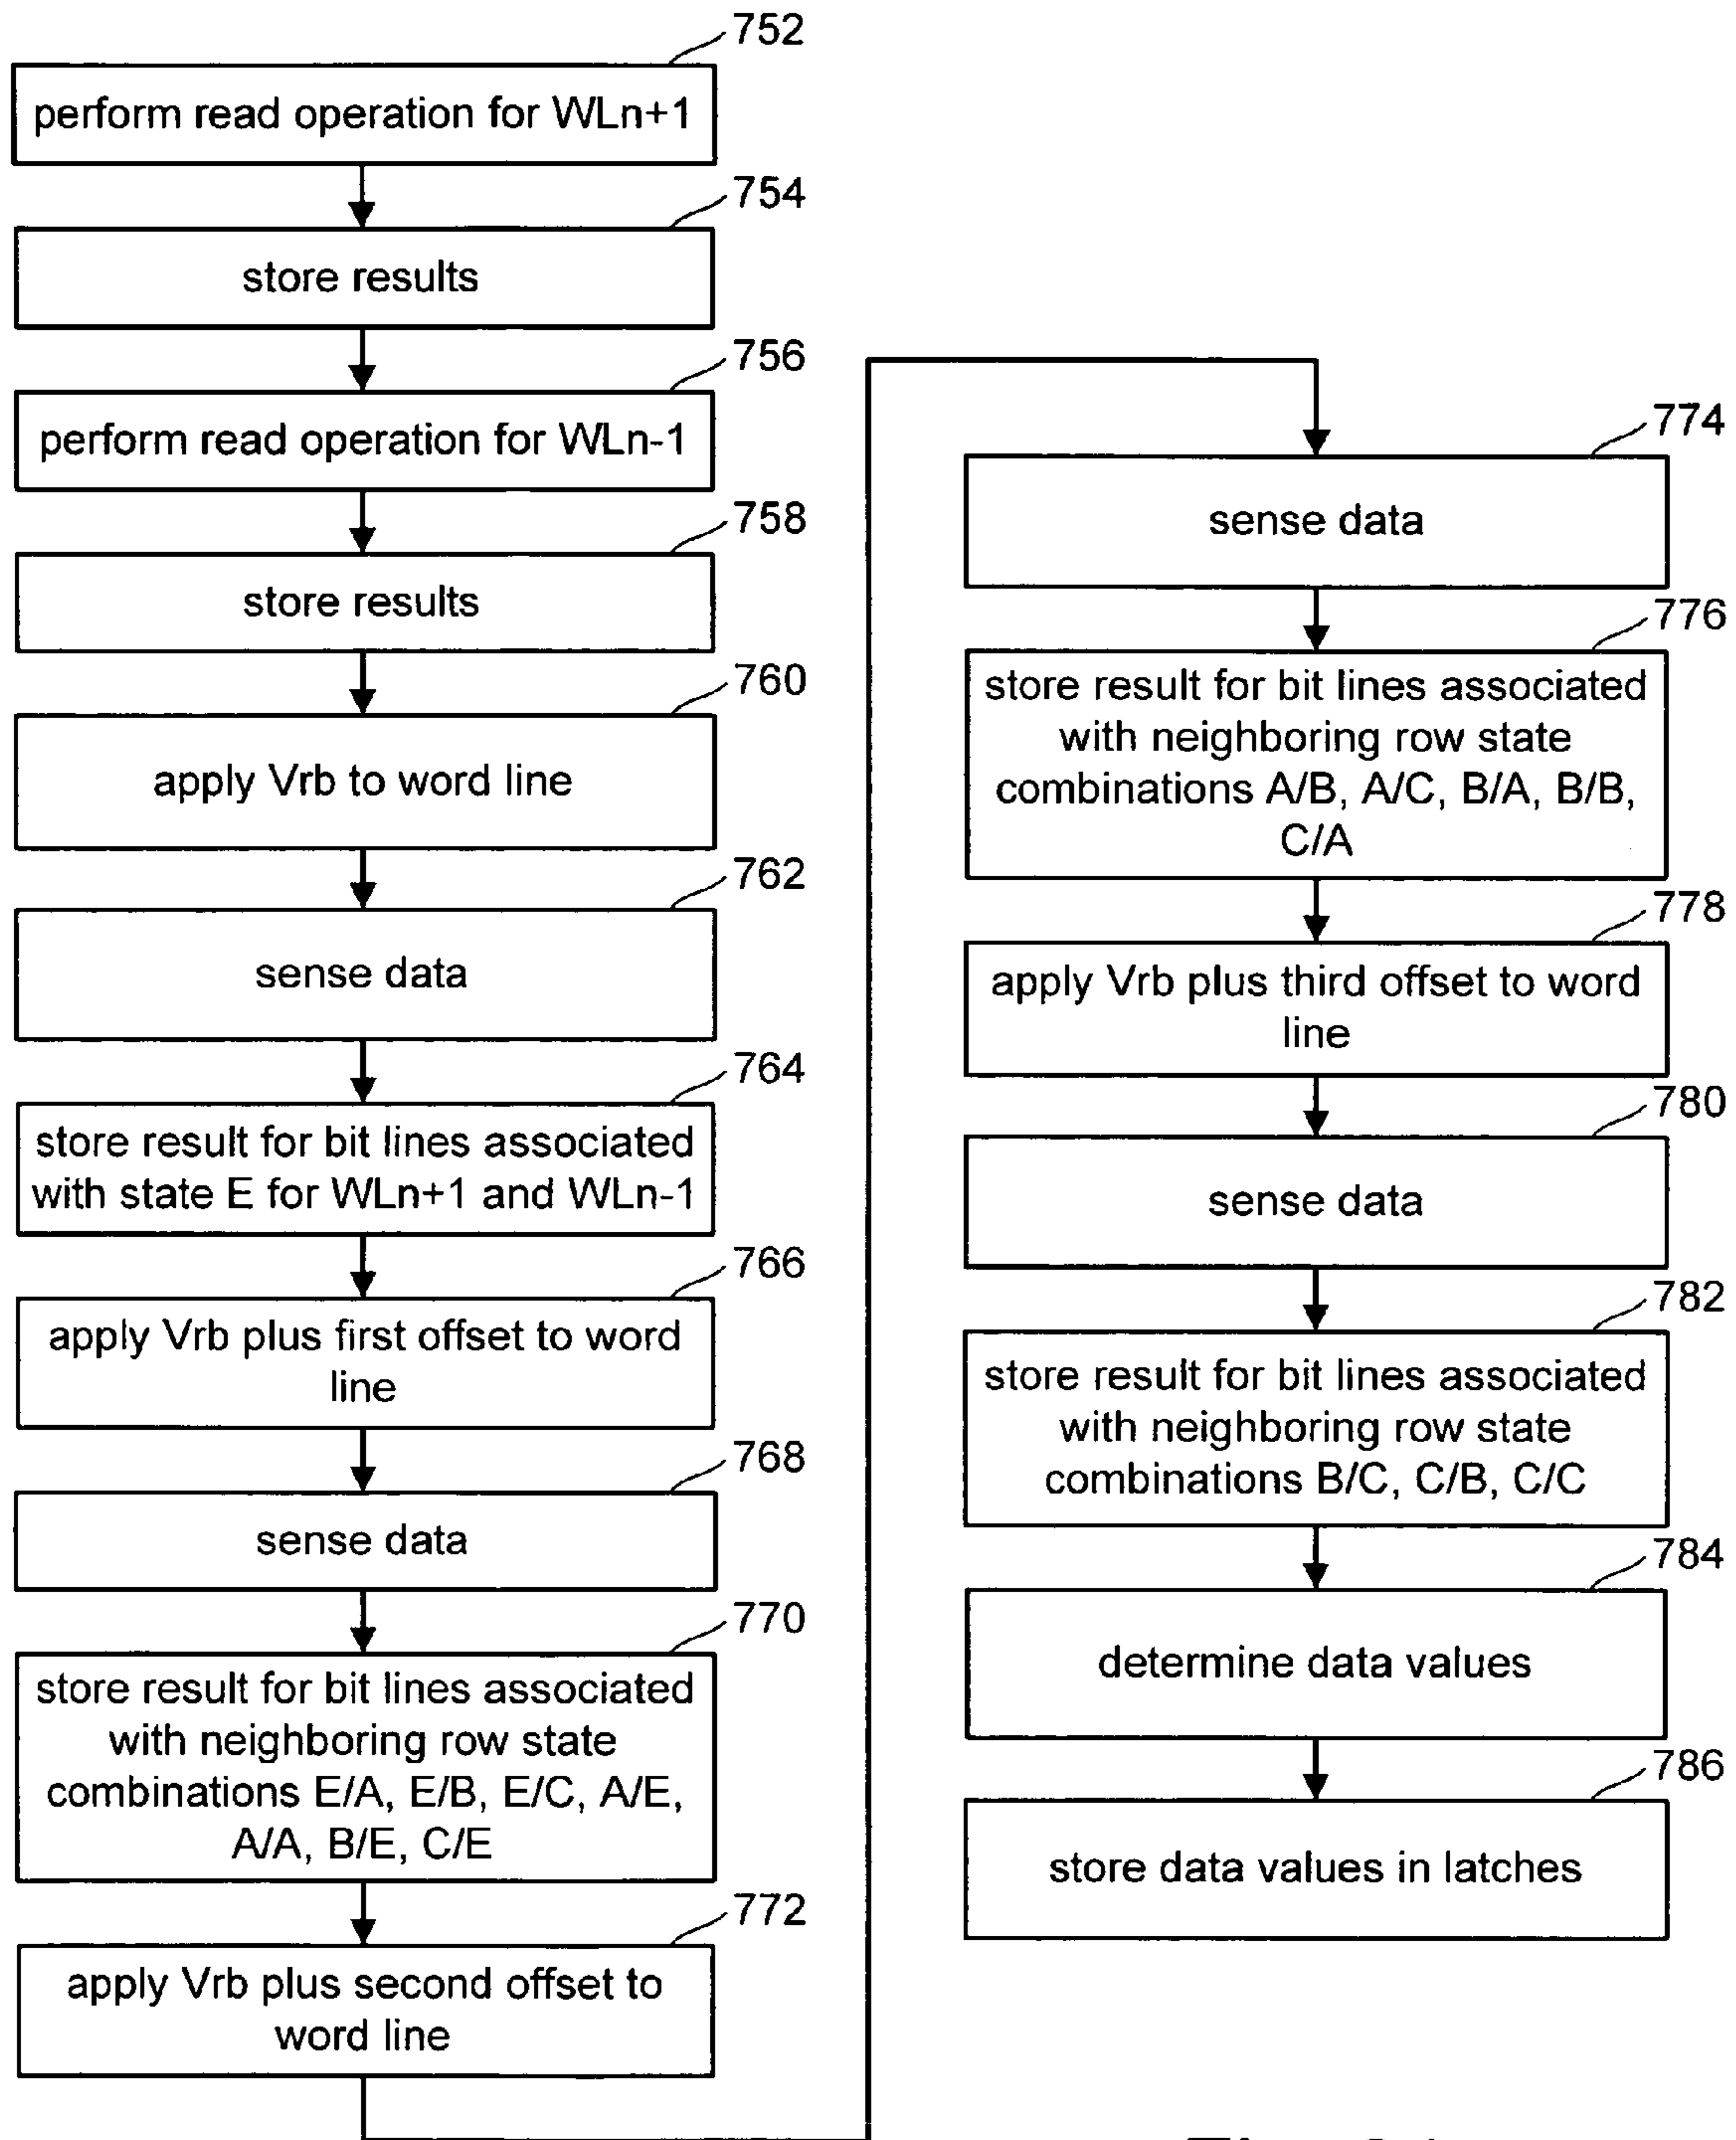 752
perform read operation for WLn+1
754
store results
756
perform read operation for WLn-1
758
store results
760
apply Vrb to word line
762
sense data
764
store result for bit lines associated
with state E for WLn+1 and WLn-1
766
apply Vrb plus first offset to word
line
768
sense data
770
store result for bit lines associated
with neighboring row state
combinations E/A, E/B, E/C, A/E,
A/A, B/E, C/E
772
apply Vrb plus second offset to
word line
774
sense data
776
store result for bit lines associated
with neighboring row state
combinations A/B, A/C, B/A, B/B,
C/A
778
apply Vrb plus third offset to word
line
780
sense data
782
store result for bit lines associated
with neighboring row state
combinations B/C, C/B, C/C
784
determine data values
786
store data values in latches